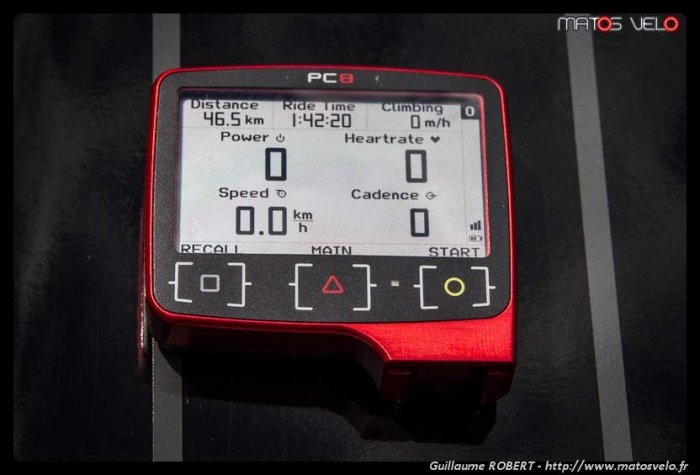 MATOS VELO
PC8
Distance Ride Time Climbing 0
46.5 km 1:42:20 0 m/h
Power Heartrate
0 0
Speed Cadence
0.0 km/h 0
RECALL MAIN START
Guillaume ROBERT - http://www.matosvelo.fr